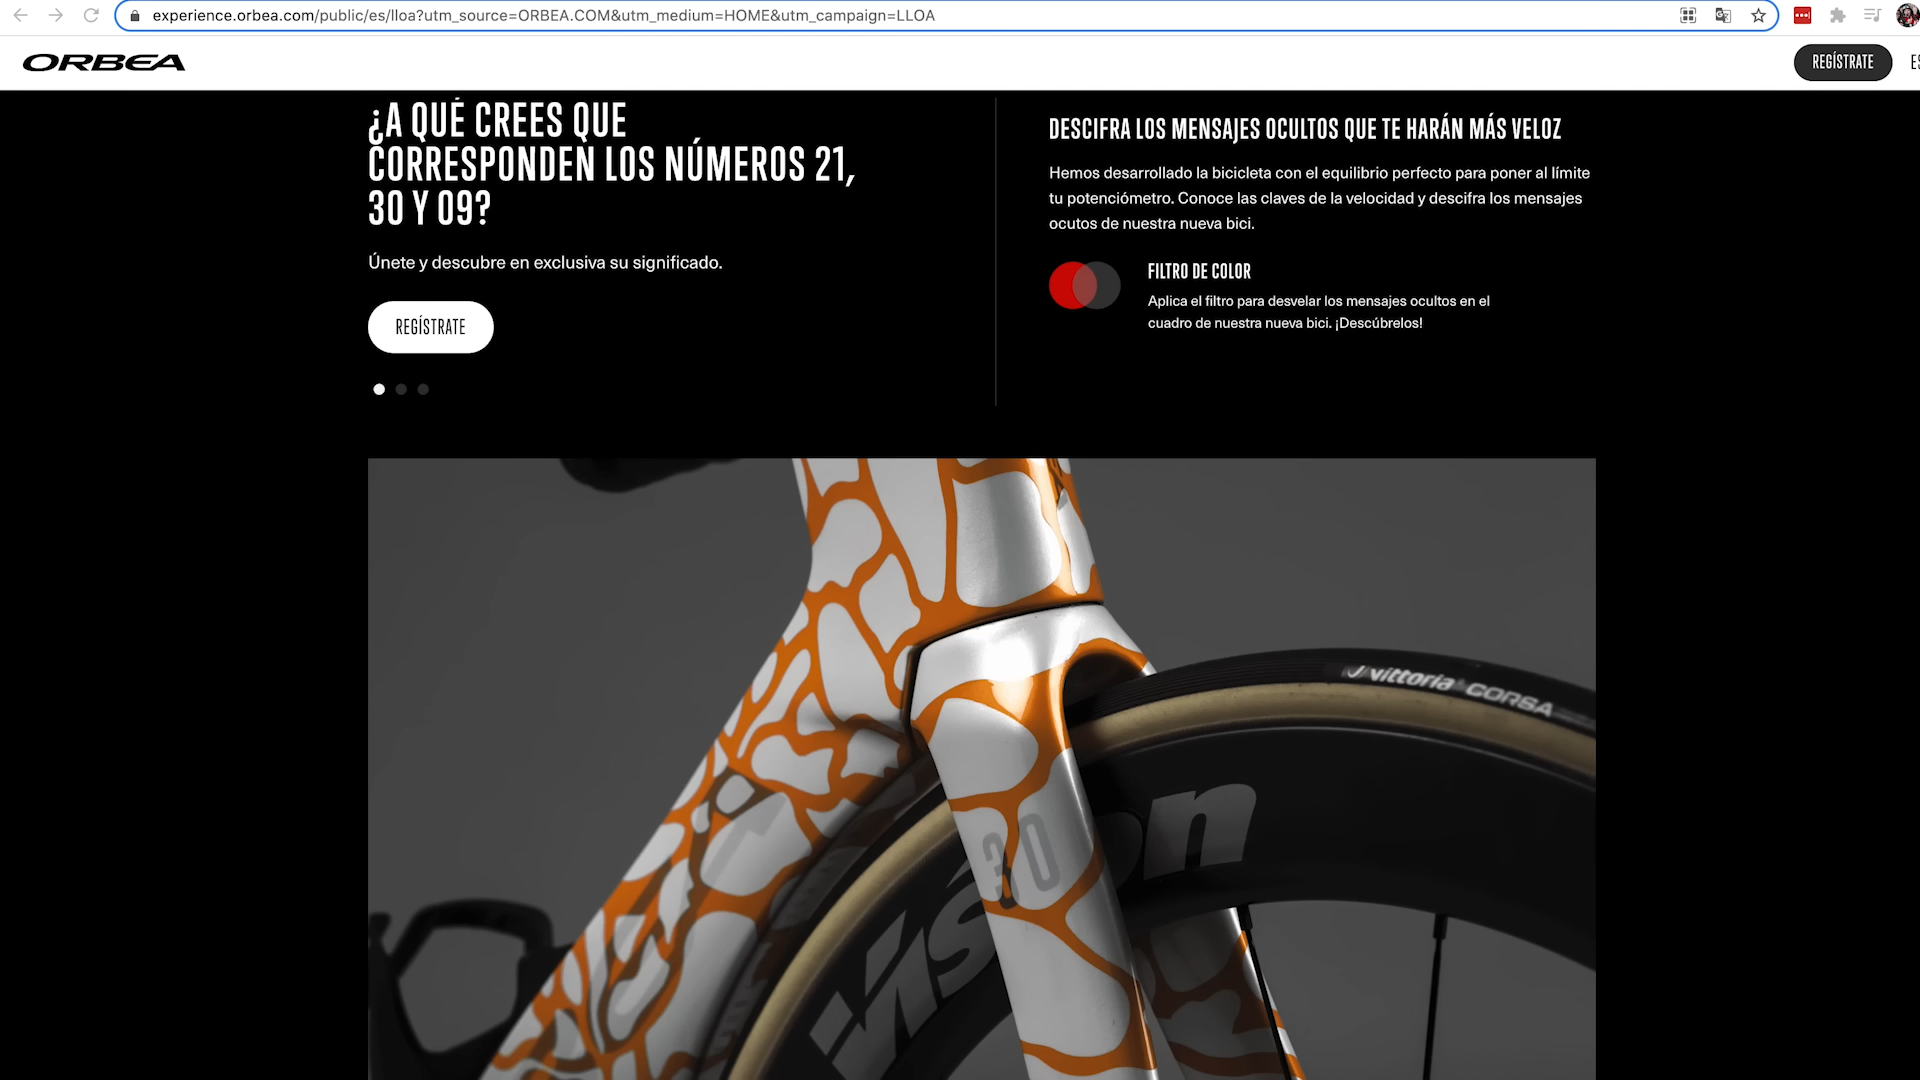 experience.orbea.com/public/es/lloa?utm_source=ORBEA.COM&utm_medium=HOME&utm_campaign=LLOA
ORBEA
REGÍSTRATE
ES
¿A QUÉ CREES QUE
CORRESPONDEN LOS NÚMEROS 21,
30 Y 09?
Únete y descubre en exclusiva su significado.
REGÍSTRATE
DESCIFRA LOS MENSAJES OCULTOS QUE TE HARÁN MÁS VELOZ
Hemos desarrollado la bicicleta con el equilibrio perfecto para poner al límite
tu potenciómetro. Conoce las claves de la velocidad y descifra los mensajes
ocutos de nuestra nueva bici.
FILTRO DE COLOR
Aplica el filtro para desvelar los mensajes ocultos en el
cuadro de nuestra nueva bici. ¡Descúbrelos!
vittoria CORSA
30
vision